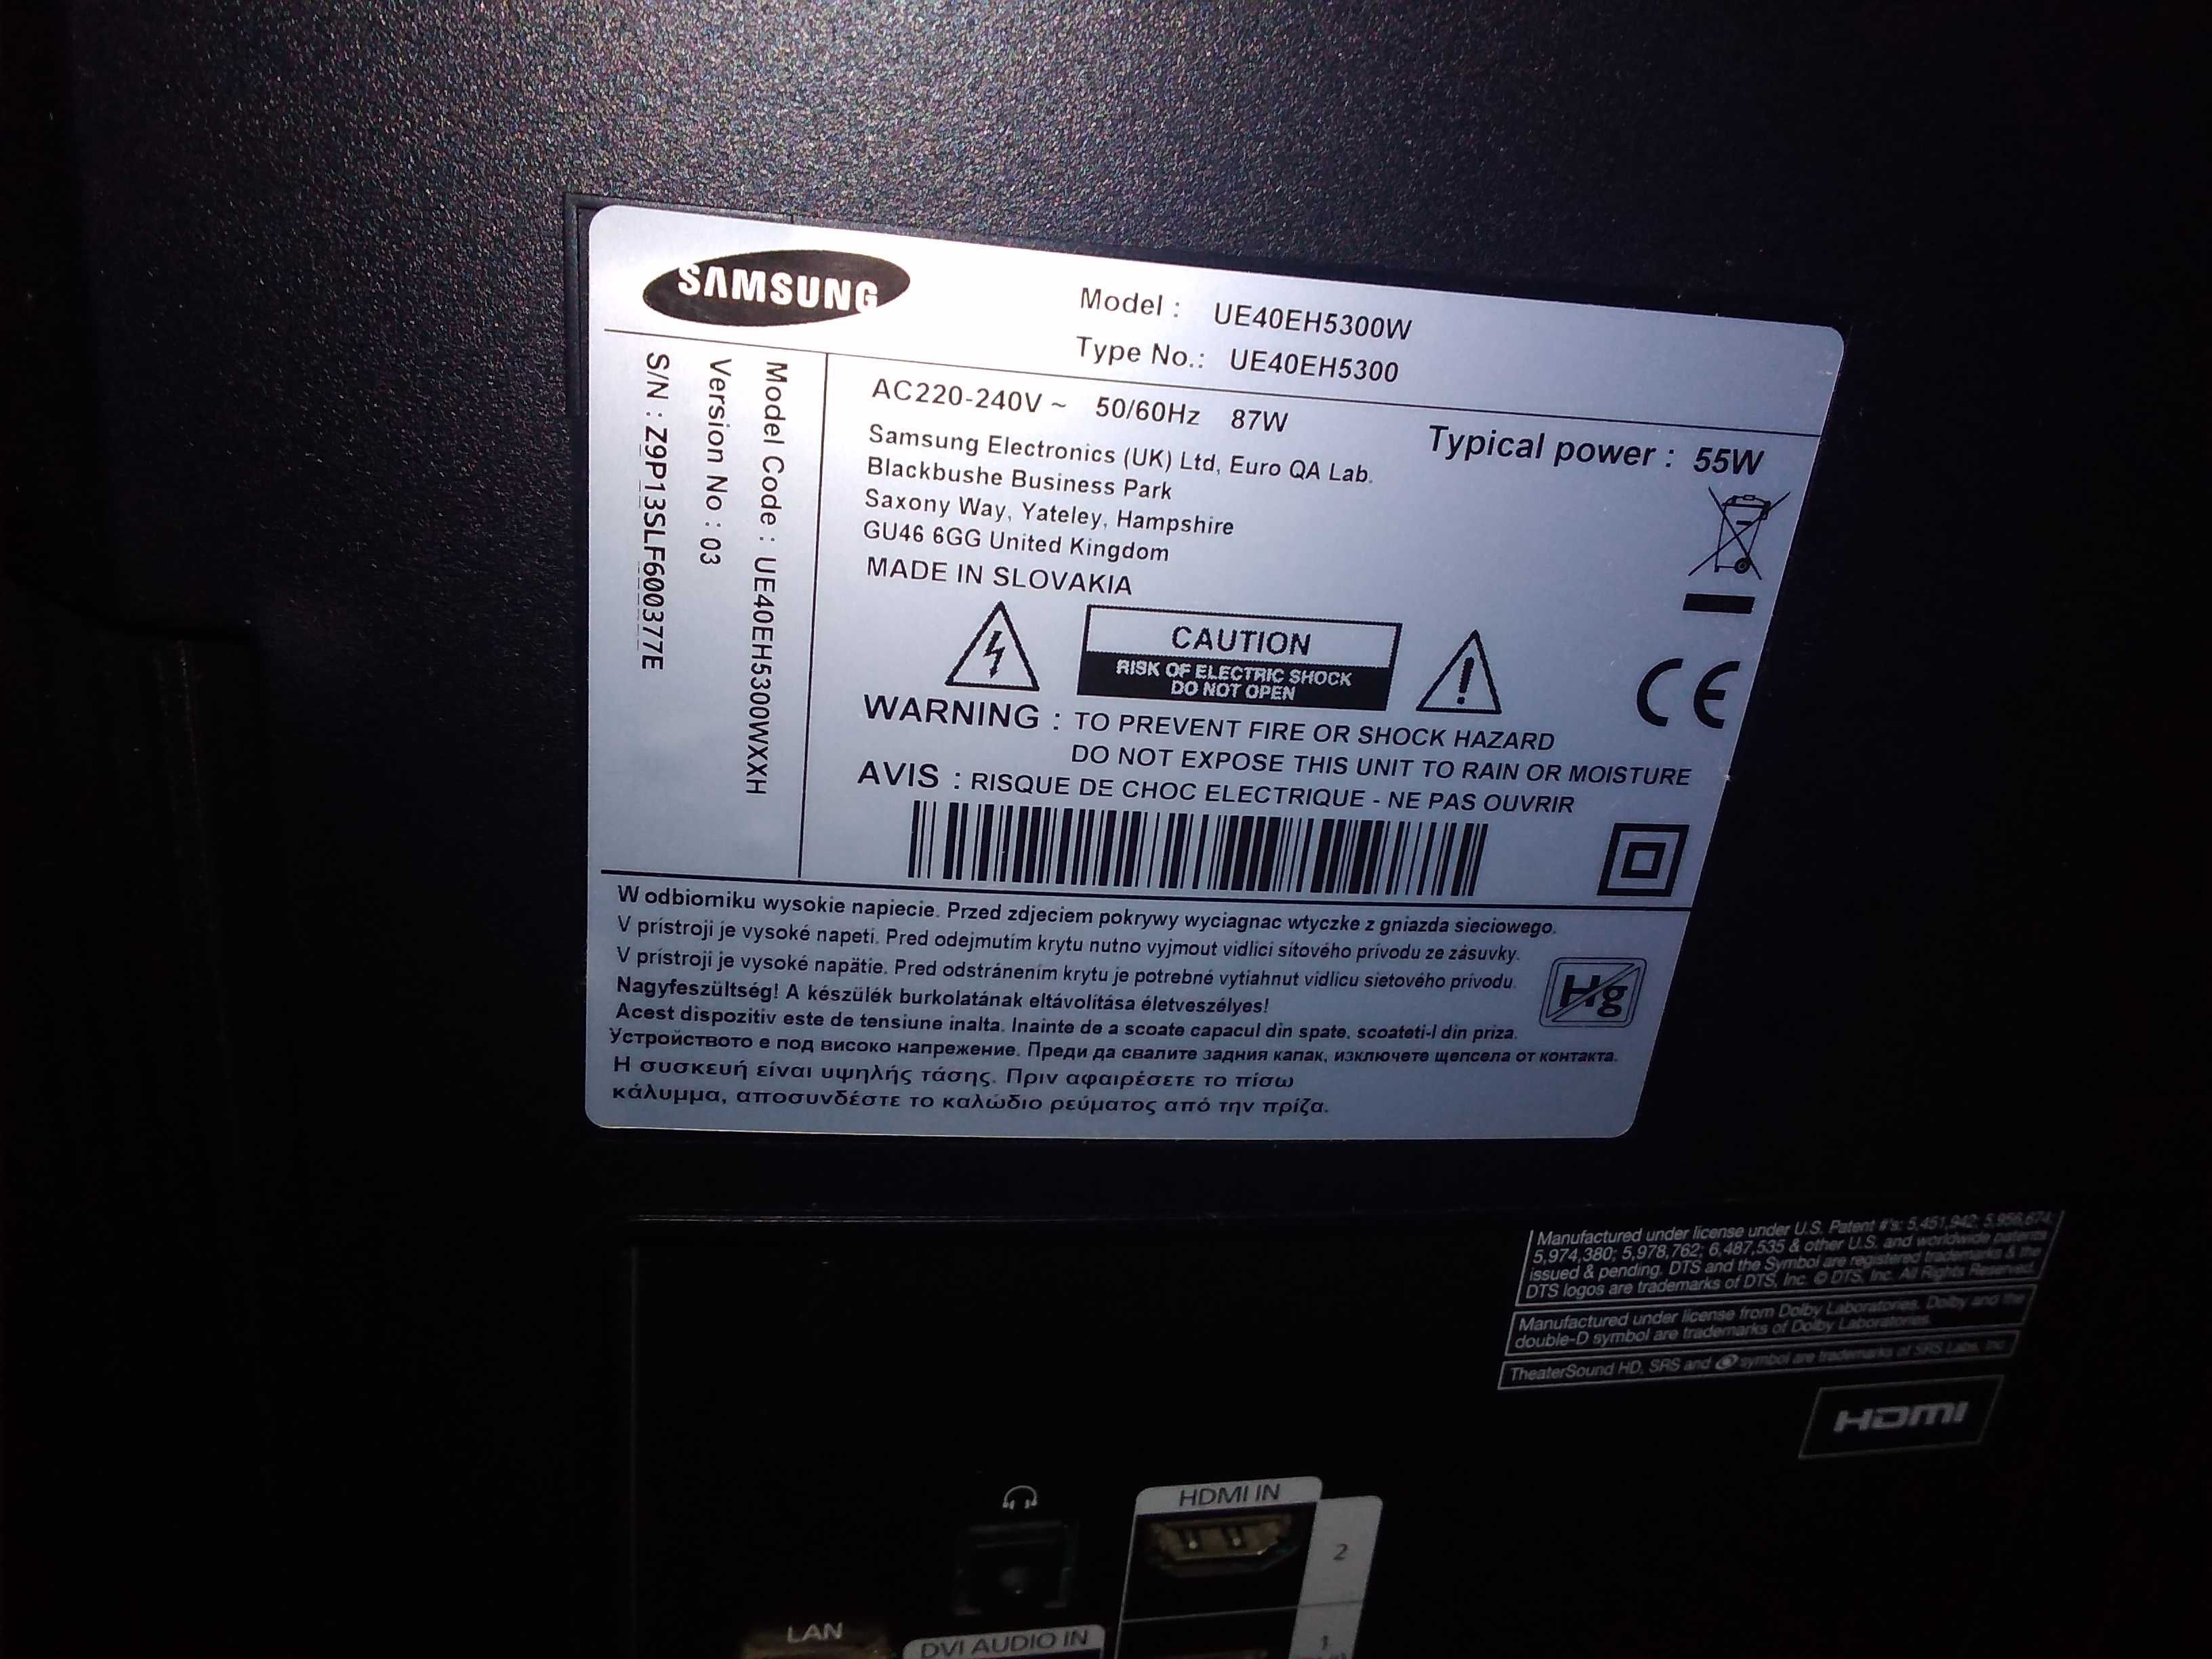 SAMSUNG
Model : UE40EH5300W
Type No.: UE40EH5300
Model Code : UE40EH5300WXXH
Version No : 03
S/N : Z9P13SLF600377E
AC220-240V ~ 50/60Hz 87W
Typical power : 55W
Samsung Electronics (UK) Ltd, Euro QA Lab.
Blackbushe Business Park
Saxony Way, Yateley, Hampshire
GU46 6GG United Kingdom
MADE IN SLOVAKIA
CAUTION
RISK OF ELECTRIC SHOCK
DO NOT OPEN
CE
WARNING : TO PREVENT FIRE OR SHOCK HAZARD
DO NOT EXPOSE THIS UNIT TO RAIN OR MOISTURE
AVIS : RISQUE DE CHOC ELECTRIQUE - NE PAS OUVRIR
W odbiorniku wysokie napiecie. Przed zdjeciem pokrywy wyciagnac wtyczke z gniazda sieciowego.
V prístroji je vysoké napetí. Pred odejmutím krytu nutno vyjmout vidlici sítového prívodu ze zásuvky.
V prístroji je vysoké napätie. Pred odstránením krytu je potrebné vytiahnut vidlicu sietového prívodu.
Nagyfeszültség! A készülék burkolatának eltávolítása életveszélyes!
Acest dispozitiv este de tensiune inalta. Inainte de a scoate capacul din spate, scoateti-l din priza.
Устройството е под високо напрежение. Преди да свалите задния капак, изключете щепсела от контакта.
Η συσκευή είναι υψηλής τάσης. Πριν αφαιρέσετε το πίσω
κάλυμμα, αποσυνδέστε το καλώδιο ρεύματος από την πρίζα.
Hg
Manufactured under license under U.S. Patent #'s: 5,451,942; 5,956,674;
5,974,380; 5,978,762; 6,487,535 & other U.S. and worldwide patents
issued & pending. DTS and the Symbol are registered trademarks & the
DTS logos are trademarks of DTS, Inc. © DTS, Inc. All Rights Reserved.
Manufactured under license from Dolby Laboratories. Dolby and the
double-D symbol are trademarks of Dolby Laboratories.
TheaterSound HD, SRS and symbol are trademarks of SRS Labs, Inc.
HDMI
HDMI IN
2
1
LAN
DVI AUDIO IN